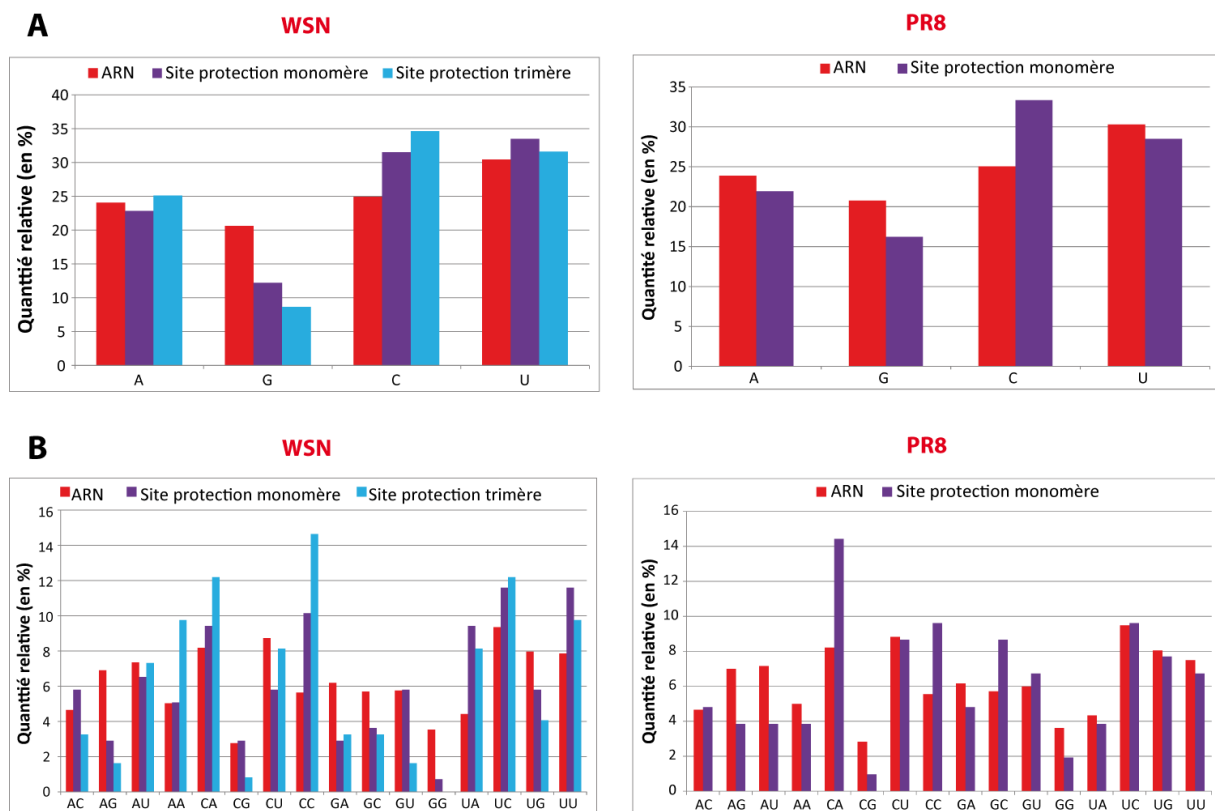 A
WSN
PR8
ARN Site protection monomère Site protection trimère
ARN Site protection monomère
Quanttié relative (en %)
40
35
30
25
20
15
10
5
0
A G C U
Quantité relative (en %)
35
30
25
20
15
10
5
0
A G C U
B
WSN
PR8
ARN Site protection monomère Site protection trimère
ARN Site protection monomère
Quantité relative (en %)
16
14
12
10
8
6
4
2
0
AC AG AU AA CA CG CU CC GA GC GU GG UA UC UG UU
Quantité relative (en %)
16
14
12
10
8
6
4
2
0
AC AG AU AA CA CG CU CC GA GC GU GG UA UC UG UU